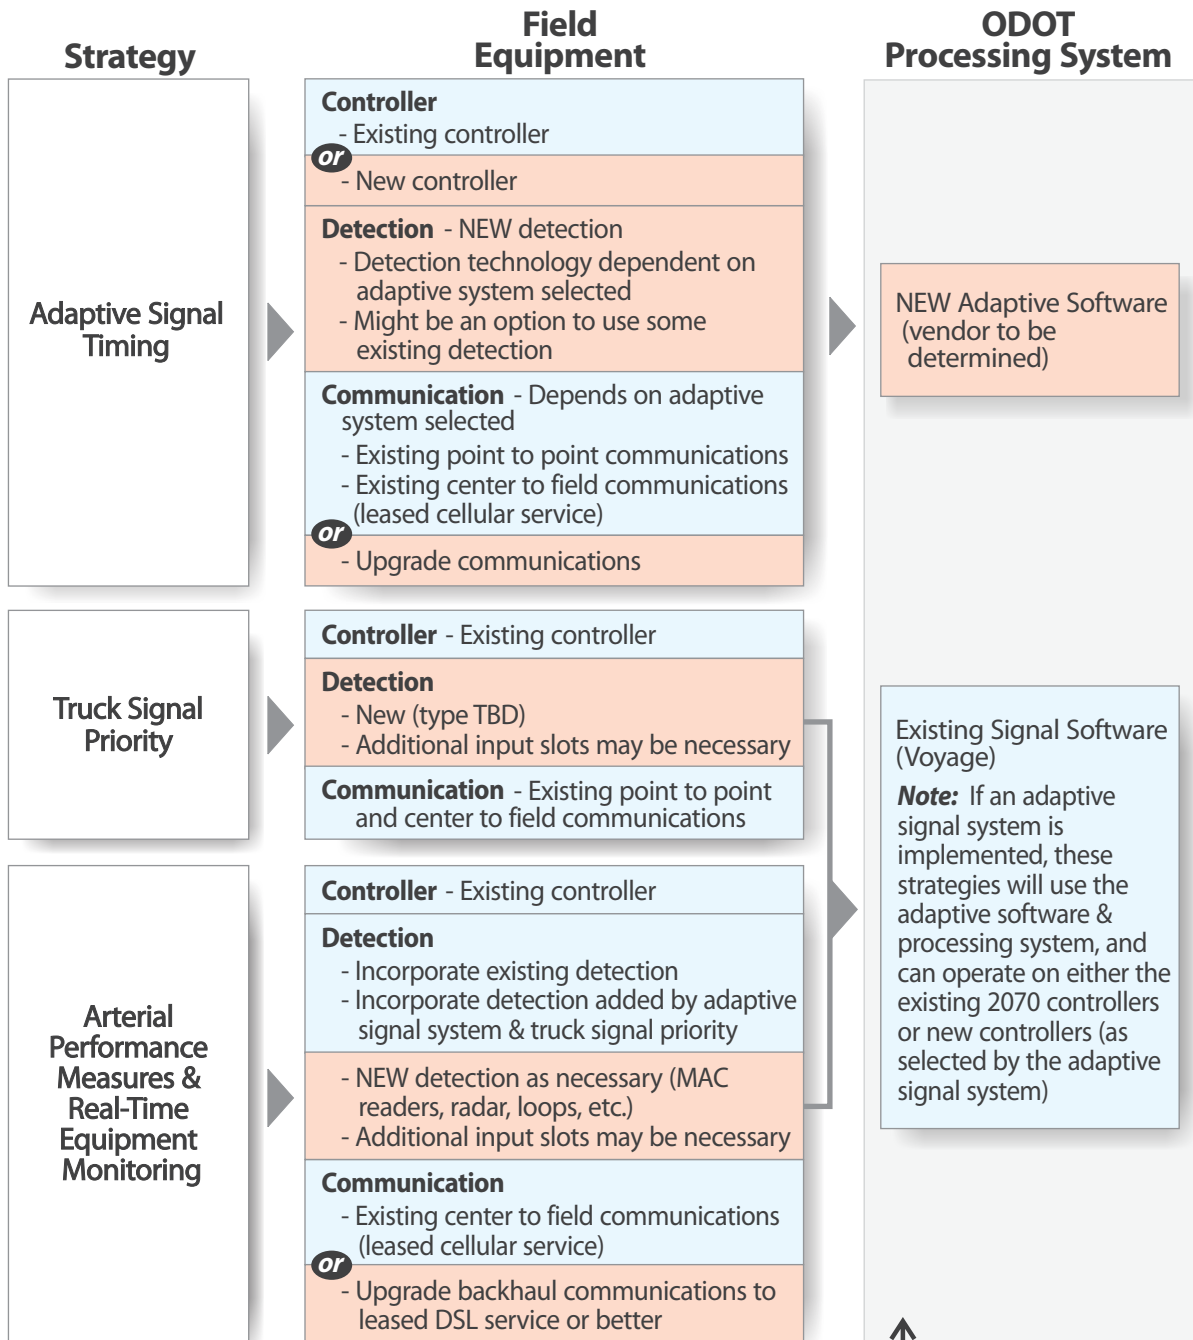 Strategy
Field
Equipment
ODOT
Processing System
Adaptive Signal
Timing
Controller
- Existing controller
or
- New controller
Detection - NEW detection
- Detection technology dependent on
adaptive system selected
- Might be an option to use some
existing detection
Communication - Depends on adaptive
system selected
- Existing point to point communications
- Existing center to field communications
(leased cellular service)
or
- Upgrade communications
NEW Adaptive Software
(vendor to be
determined)
Truck Signal
Priority
Controller - Existing controller
Detection
- New (type TBD)
- Additional input slots may be necessary
Communication - Existing point to point
and center to field communications
Arterial
Performance
Measures &
Real-Time
Equipment
Monitoring
Controller - Existing controller
Detection
- Incorporate existing detection
- Incorporate detection added by adaptive
signal system & truck signal priority
- NEW detection as necessary (MAC
readers, radar, loops, etc.)
- Additional input slots may be necessary
Communication
- Existing center to field communications
(leased cellular service)
or
- Upgrade backhaul communications to
leased DSL service or better
Existing Signal Software
(Voyage)
Note: If an adaptive
signal system is
implemented, these
strategies will use the
adaptive software &
processing system, and
can operate on either the
existing 2070 controllers
or new controllers (as
selected by the adaptive
signal system)